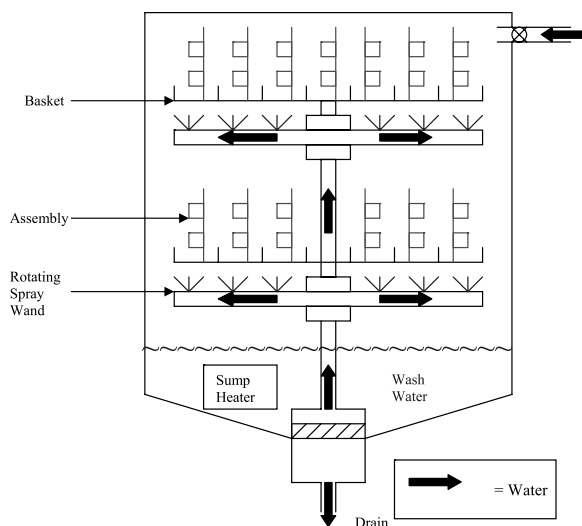 Basket
Assembly
Rotating
Spray
Wand
Sump
Heater
Wash
Water
= Water
Drain